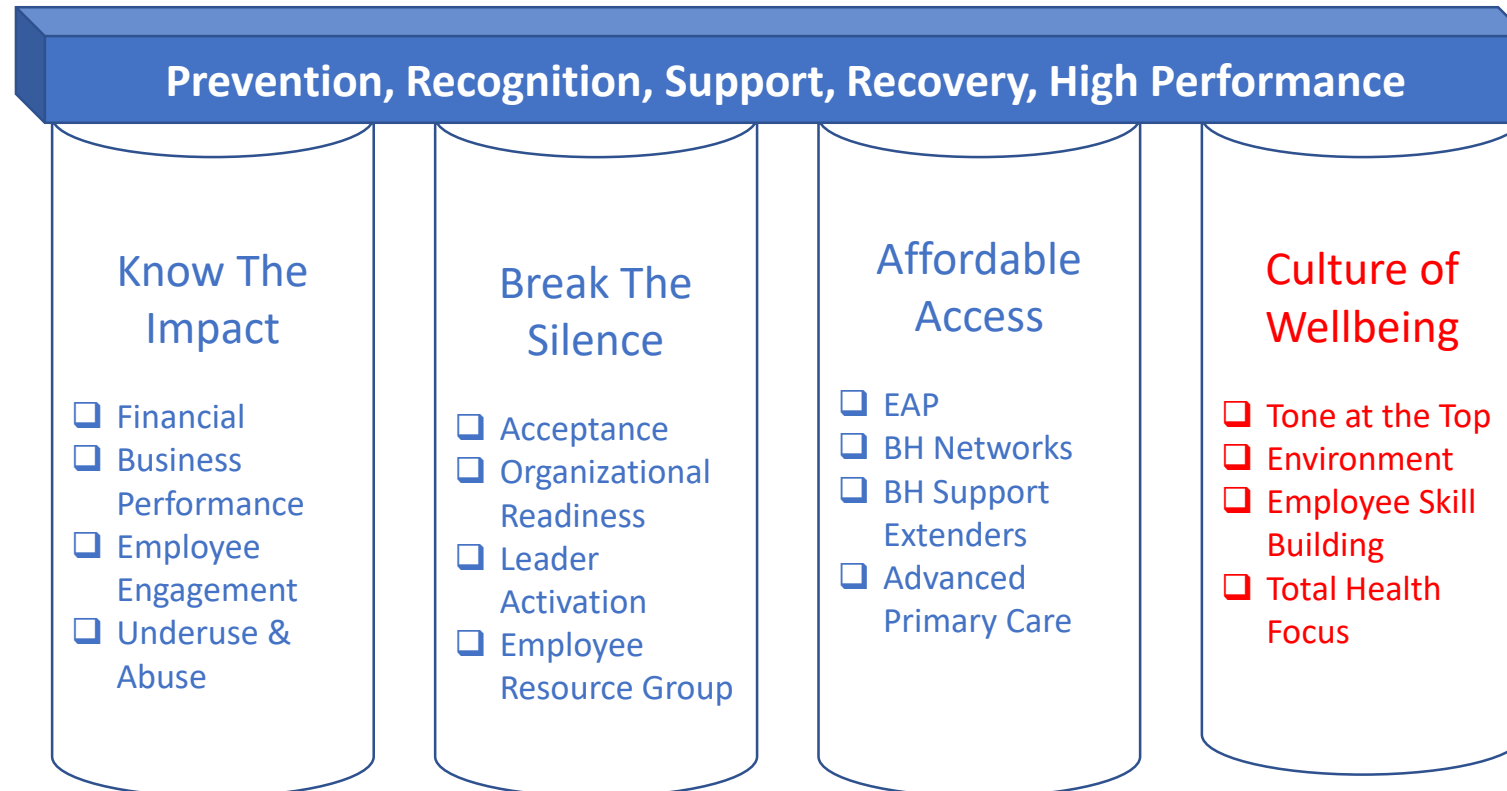 Prevention, Recognition, Support, Recovery, High Performance
Know The
Impact
❑ Financial
❑ Business
Performance
❑ Employee
Engagement
❑ Underuse &
Abuse
Break The
Silence
❑ Acceptance
❑ Organizational
Readiness
❑ Leader
Activation
❑ Employee
Resource Group
Affordable
Access
❑ EAP
❑ BH Networks
❑ BH Support
Extenders
❑ Advanced
Primary Care
Culture of
Wellbeing
❑ Tone at the Top
❑ Environment
❑ Employee Skill
Building
❑ Total Health
Focus